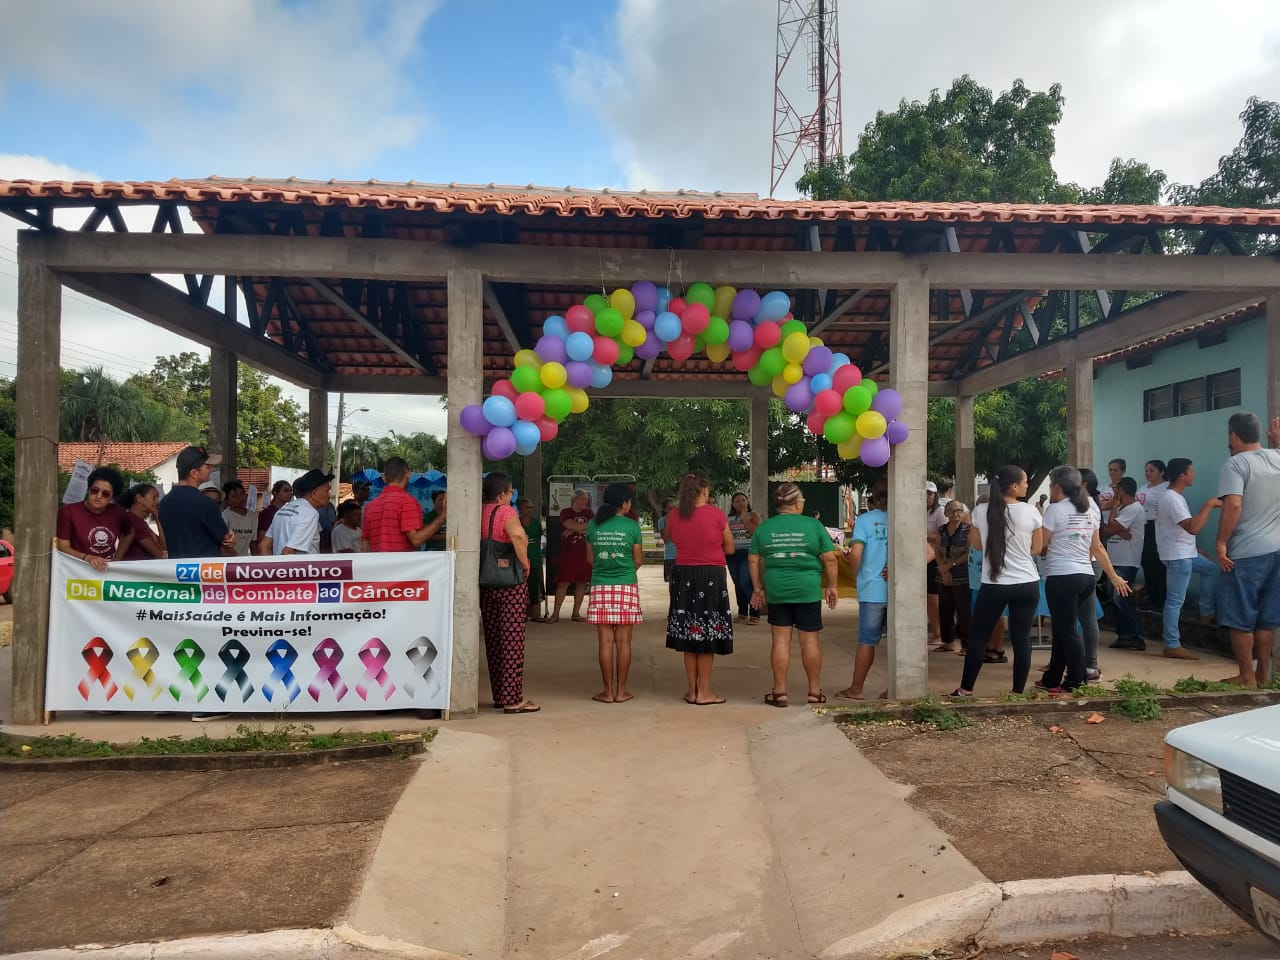 27 de Novembro
Dia Nacional de Combate ao Câncer
#MaisSaúde é Mais Informação!
Previna-se!